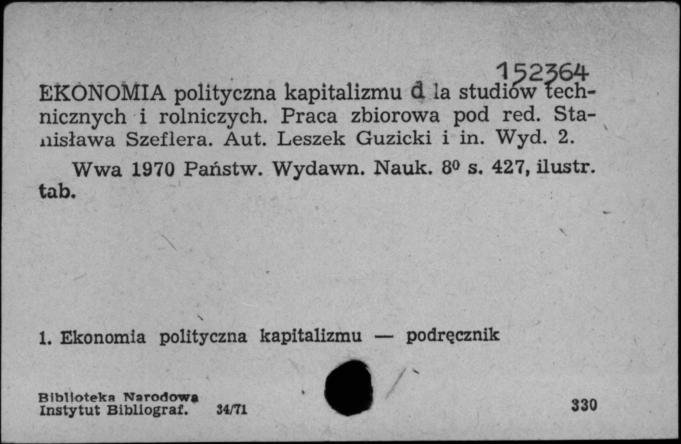 152364
EKONOMIA polityczna kapitalizmu d la studiów tech-
nicznych i rolniczych. Praca zbiorowa pod red. Sta-
nisława Szeflera. Aut. Leszek Guzicki i in. Wyd. 2.
Wwa 1970 Państw. Wydawn. Nauk. 8º s. 427, ilustr.
tab.
1. Ekonomia polityczna kapitalizmu — podręcznik
Biblioteka Narodowa
Instytut Bibliograf. 34/71 330